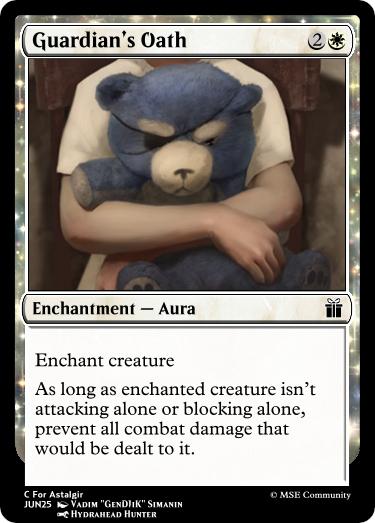 Guardian's Oath 2
Enchantment — Aura
Enchant creature
As long as enchanted creature isn't
attacking alone or blocking alone,
prevent all combat damage that
would be dealt to it.
C For Astalgir
JUN25 Vadim "GenDI1K" Simanin
Hydrahead Hunter
© MSE Community